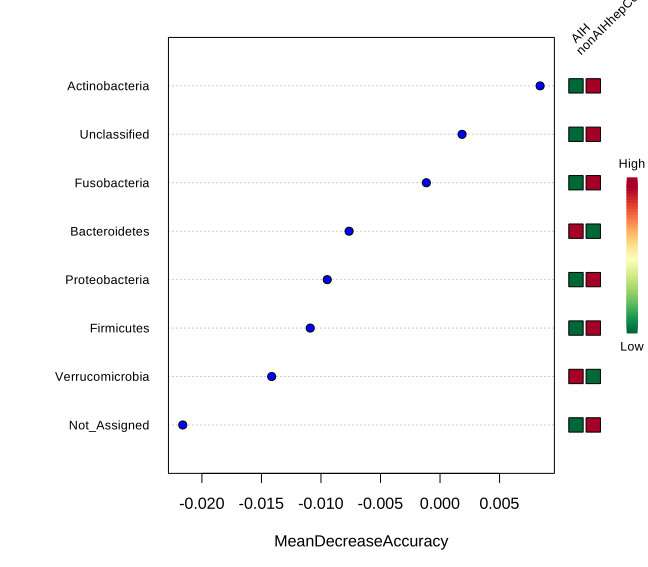 AIH
Actinobacteria
Unclassified
Fusobacteria
Bacteroidetes
Proteobacteria
Firmicutes
Verrucomicrobia
Not_Assigned
High
Low
-0.020 -0.015 -0.010 -0.005 0.000 0.005
MeanDecreaseAccuracy